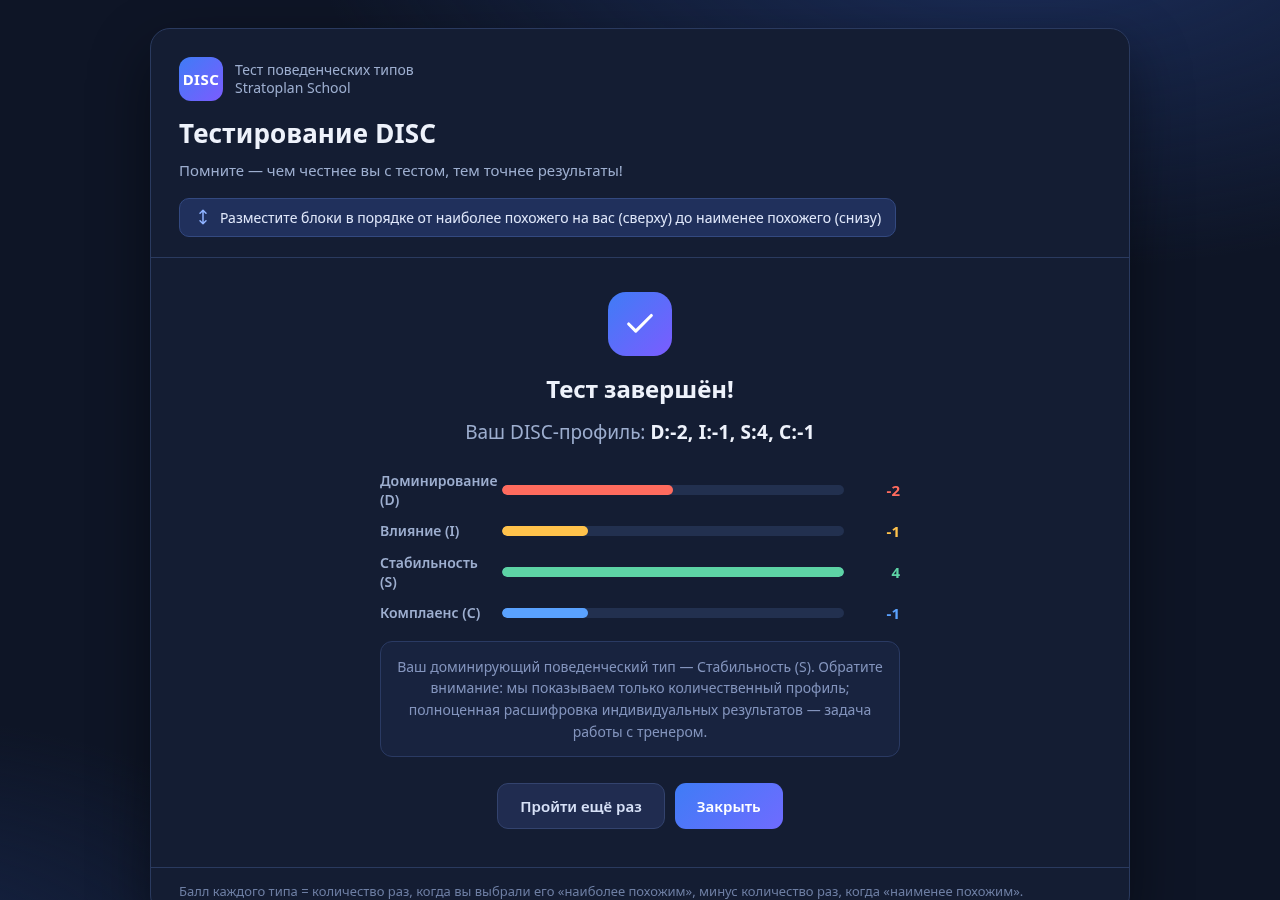 DISC
Тест поведенческих типов
Stratoplan School
Тестирование DISC
Помните — чем честнее вы с тестом, тем точнее результаты!
Разместите блоки в порядке от наиболее похожего на вас (сверху) до наименее похожего (снизу)
Тест завершён!
Ваш DISC-профиль: D:-2, I:-1, S:4, C:-1
Доминирование
(D)
-2
Влияние (I)
-1
Стабильность
(S)
4
Комплаенс (C)
-1
Ваш доминирующий поведенческий тип — Стабильность (S). Обратите
внимание: мы показываем только количественный профиль;
полноценная расшифровка индивидуальных результатов — задача
работы с тренером.
Пройти ещё раз
Закрыть
Балл каждого типа = количество раз, когда вы выбрали его «наиболее похожим», минус количество раз, когда «наименее похожим».